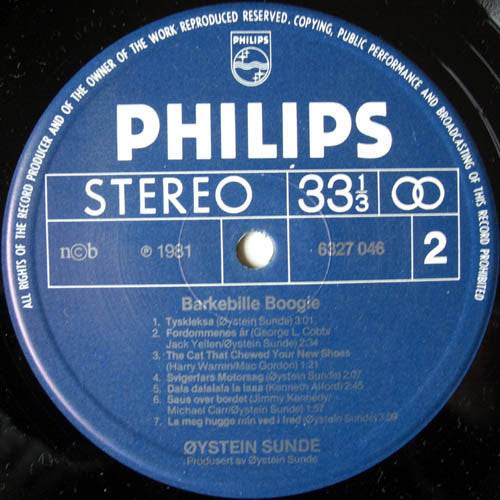 ALL RIGHTS OF THE RECORD PRODUCER AND OF THE OWNER OF THE WORK REPRODUCED RESERVED. COPYING, PUBLIC PERFORMANCE AND BROADCASTING OF THIS RECORD PROHIBITED
PHILIPS
PHILIPS
STEREO 33 1/3
n©b ℗ 1981 6327 046 2
Barkebille Boogie
1. Tyskleksa (Øystein Sunde) 3:01
2. Fordommenes år (George L. Cobb/
Jack Yellen/Øystein Sunde) 2:34
3. The Cat That Chewed Your New Shoes
(Harry Warren/Mac Gordon) 1:21
4. Svigerfars Motorsag (Øystein Sunde) 2:07
5. Dala dalalala la laaa (Kenneth Alford) 2:45
6. Saus over bordet (Jimmy Kennedy/
Michael Carr/Øystein Sunde) 1:57
7. La meg hugge min ved i fred (Øystein Sunde) 3:09
ØYSTEIN SUNDE
Produsert av Øystein Sunde